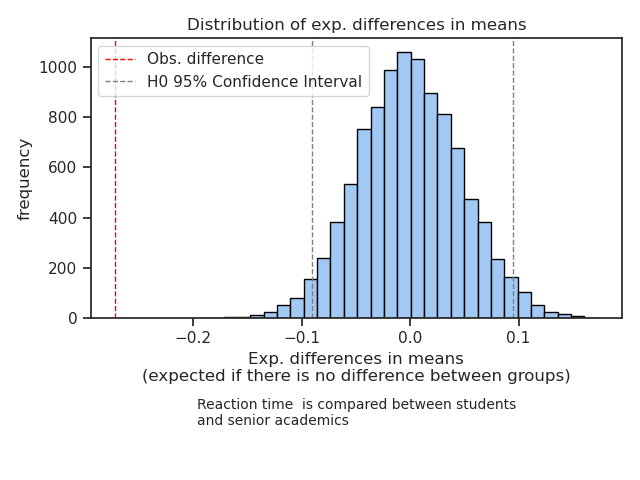 Distribution of exp. differences in means
Obs. difference
H0 95% Confidence Interval
frequency
1000
800
600
400
200
0
−0.2
−0.1
0.0
0.1
Exp. differences in means
(expected if there is no difference between groups)
Reaction time  is compared between students
and senior academics